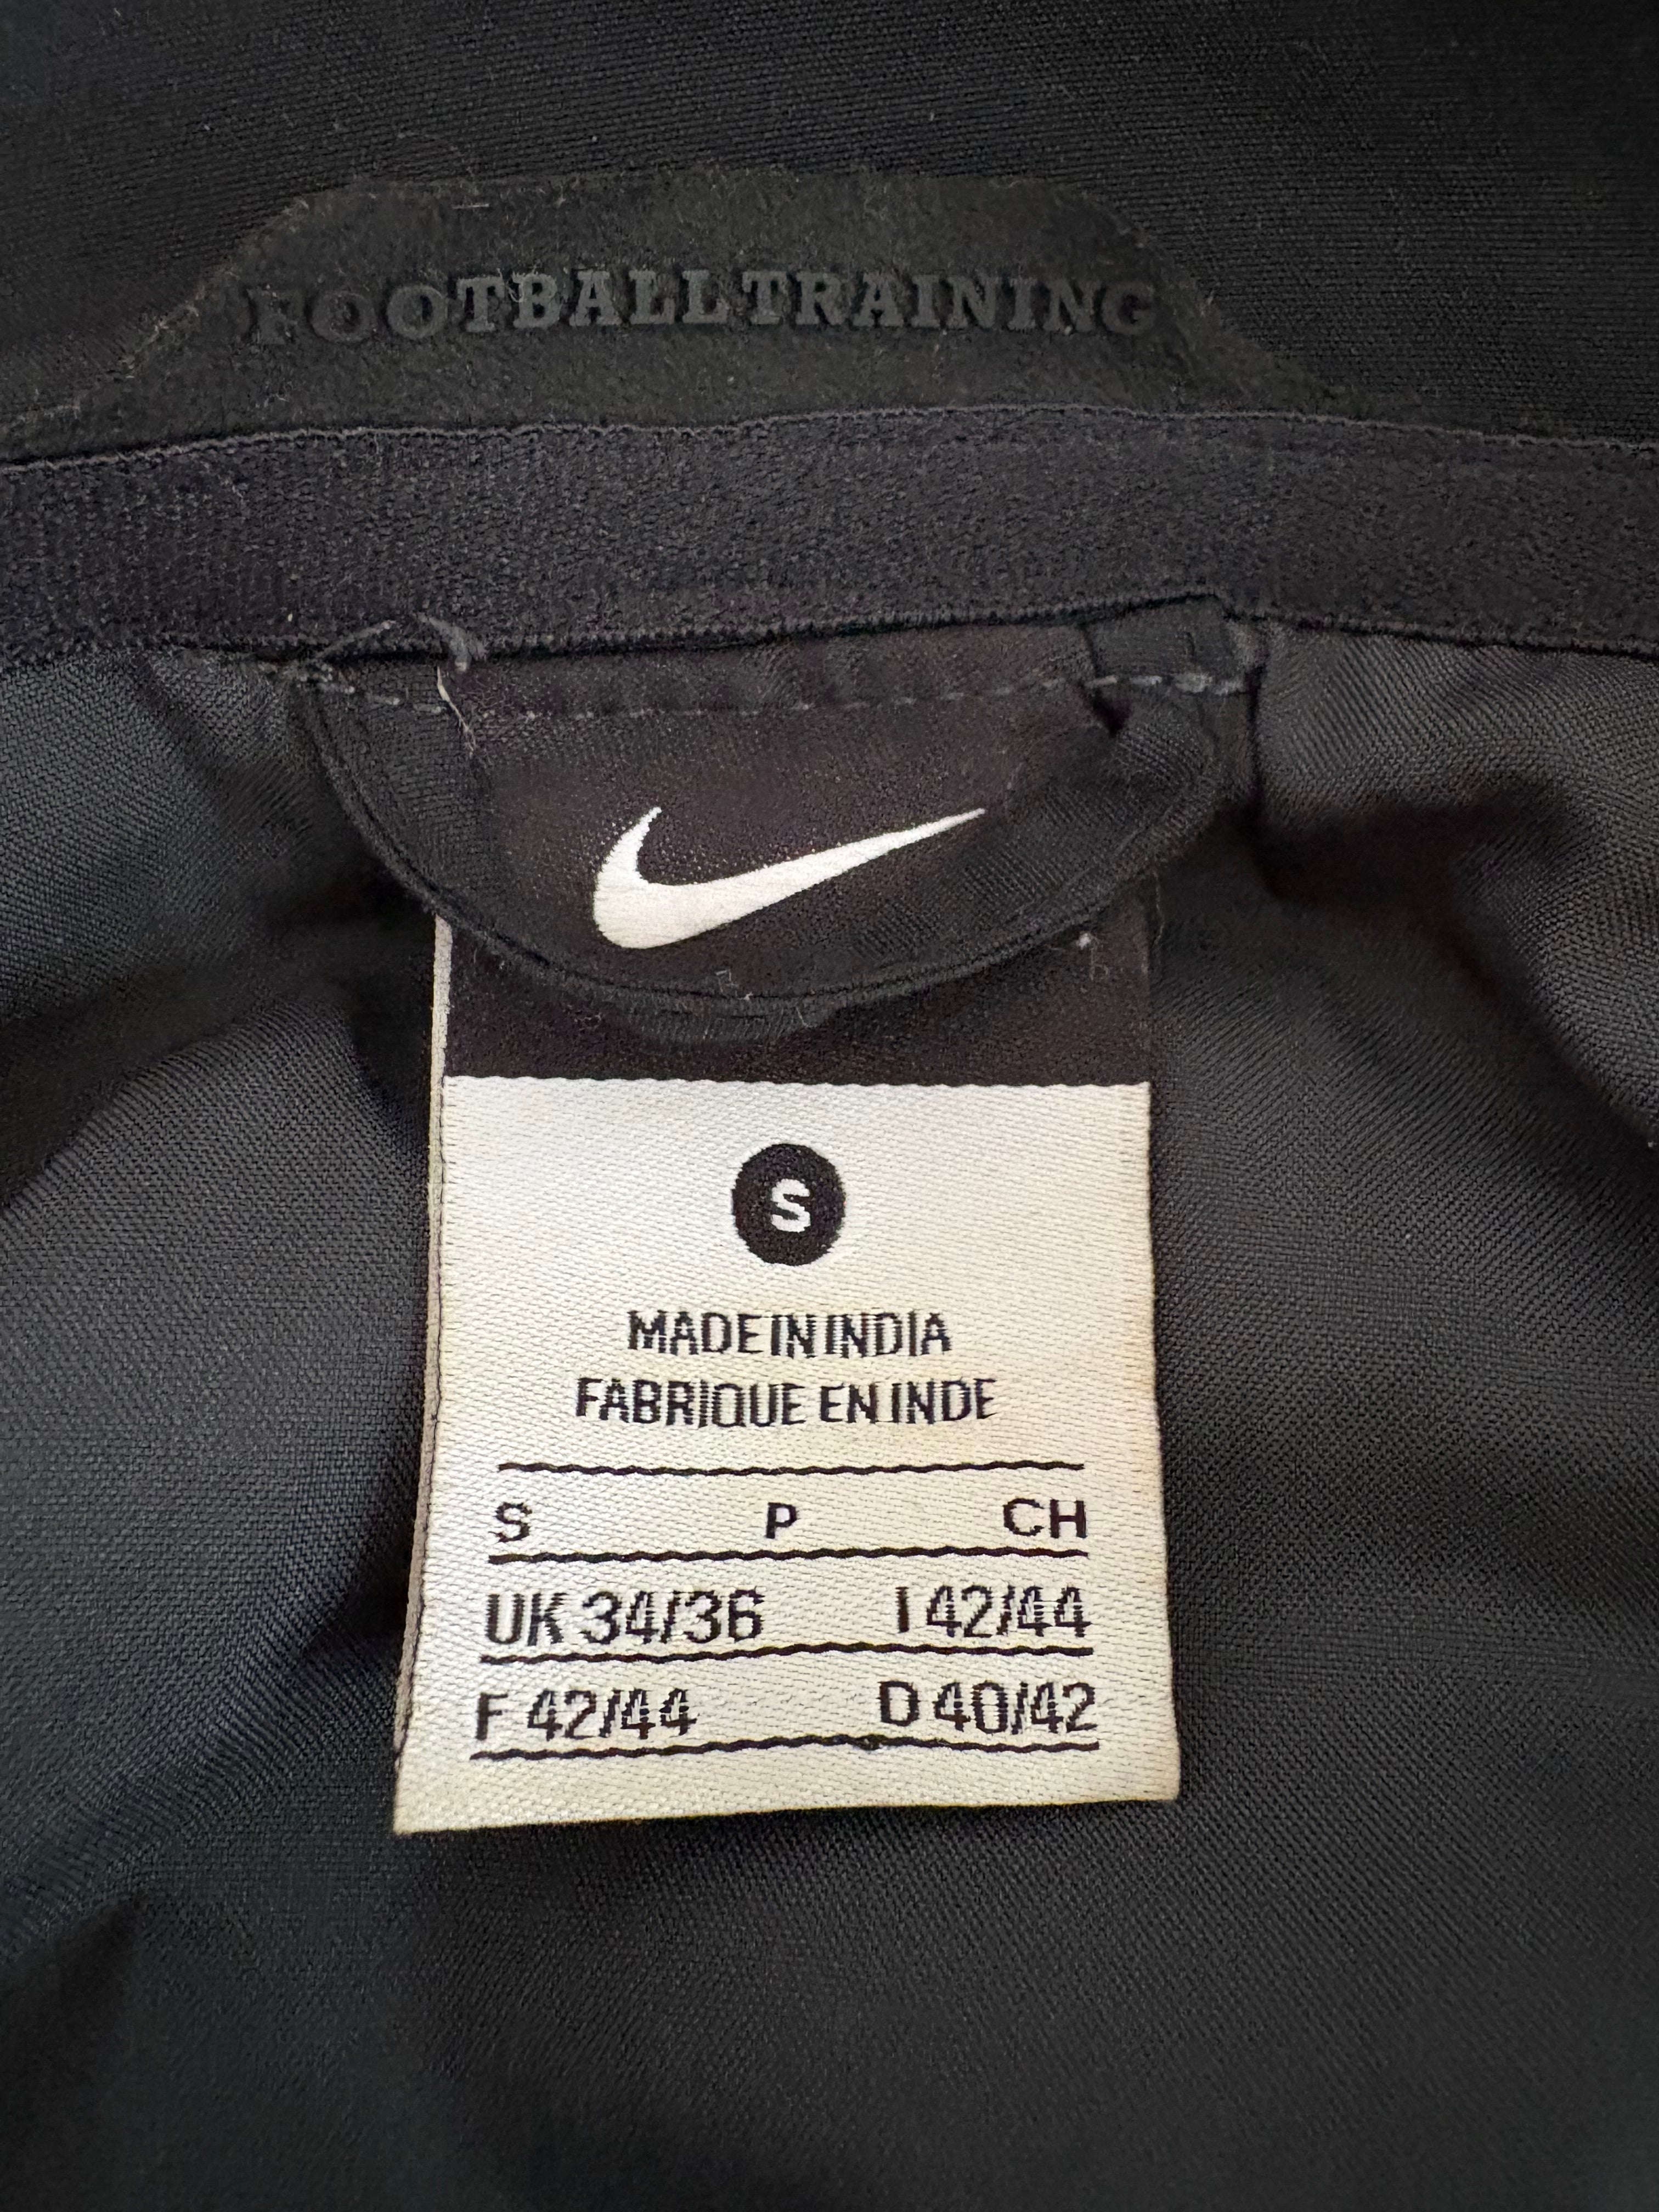 FOOTBALL TRAINING
S
MADE IN INDIA
FABRIQUE EN INDE
S P CH
UK 34/36 I 42/44
F 42/44 D 40/42